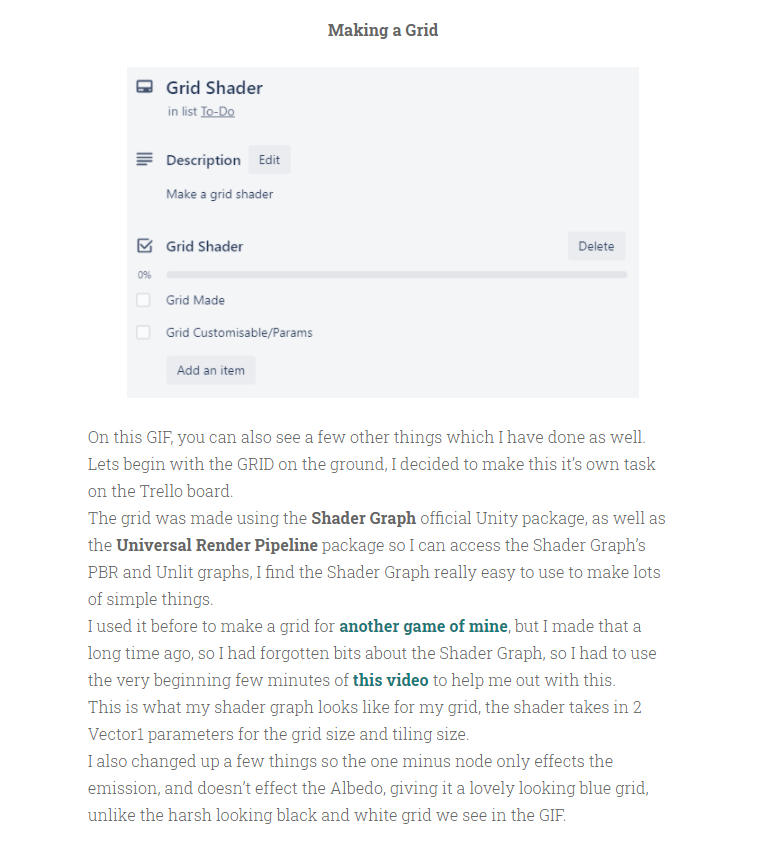 Making a Grid
Grid Shader
in list To-Do
Description Edit
Make a grid shader
Grid Shader Delete
0%
Grid Made
Grid Customisable/Params
Add an item
On this GIF, you can also see a few other things which I have done as well.
Lets begin with the GRID on the ground, I decided to make this it’s own task
on the Trello board.
The grid was made using the Shader Graph official Unity package, as well as
the Universal Render Pipeline package so I can access the Shader Graph’s
PBR and Unlit graphs, I find the Shader Graph really easy to use to make lots
of simple things.
I used it before to make a grid for another game of mine, but I made that a
long time ago, so I had forgotten bits about the Shader Graph, so I had to use
the very beginning few minutes of this video to help me out with this.
This is what my shader graph looks like for my grid, the shader takes in 2
Vector1 parameters for the grid size and tiling size.
I also changed up a few things so the one minus node only effects the
emission, and doesn’t effect the Albedo, giving it a lovely looking blue grid,
unlike the harsh looking black and white grid we see in the GIF.